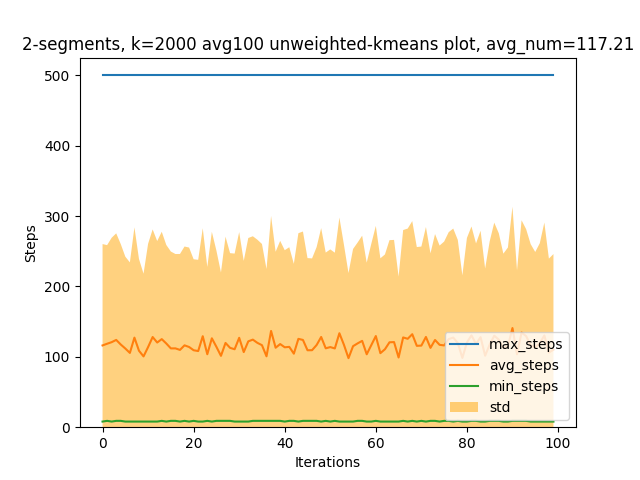 2-segments, k=2000 avg100 unweighted-kmeans plot, avg_num=117.21
500
400
300
200
100
0
Steps
max_steps
avg_steps
min_steps
std
0 20 40 60 80 100
Iterations